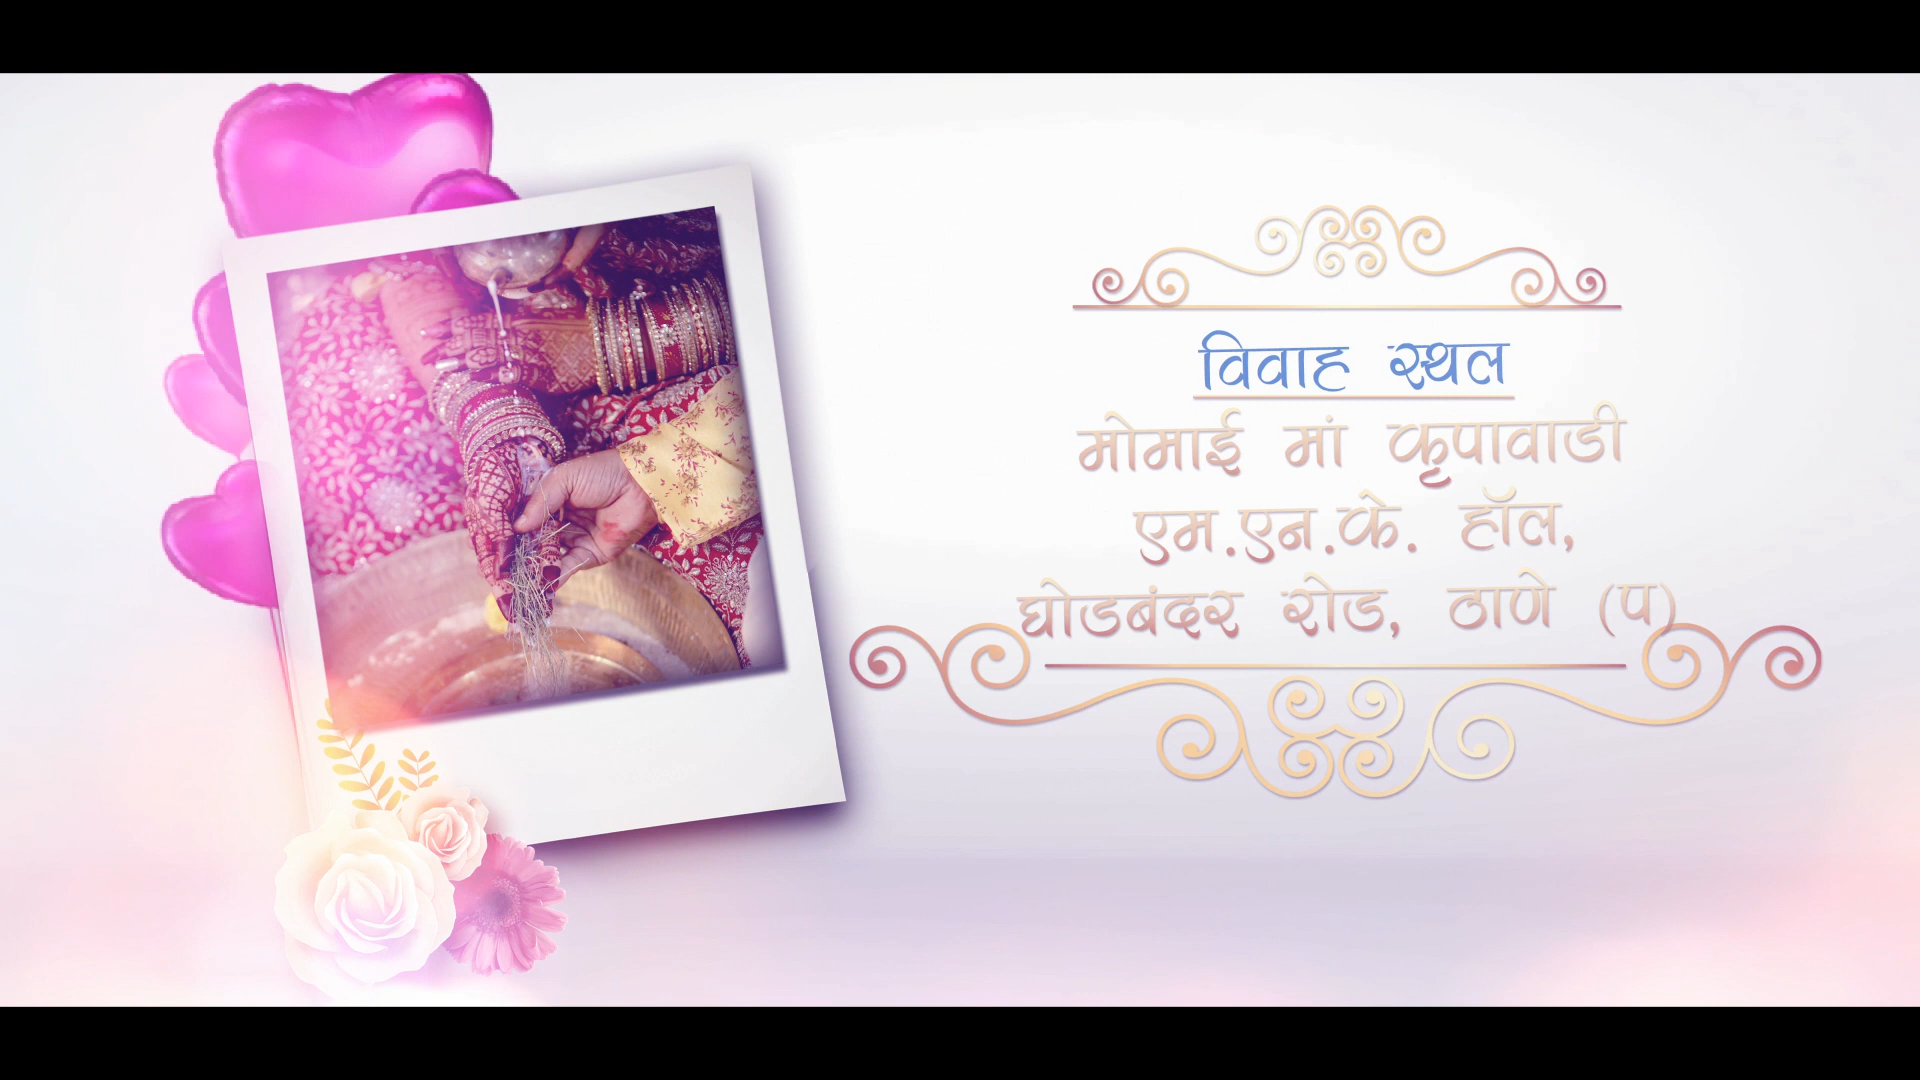 विवाह स्थल
मोमाई मां कृपावाडी
एम.एन.के. हॉल,
घोडबंदर रोड, ठाणे (प)